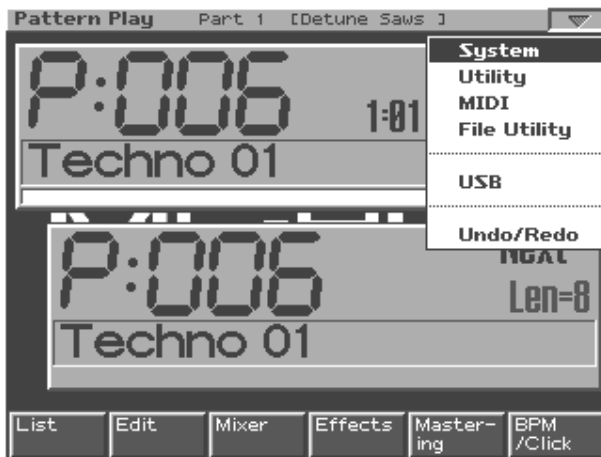 Pattern Play Part 1 [Detune Saws ]
P:006
1:01
Techno 01
System
Utility
MIDI
File Utility
USB
Undo/Redo
P:006
Next
Len=8
Techno 01
List
Edit
Mixer
Effects
Master-
ing
BPM
/Click